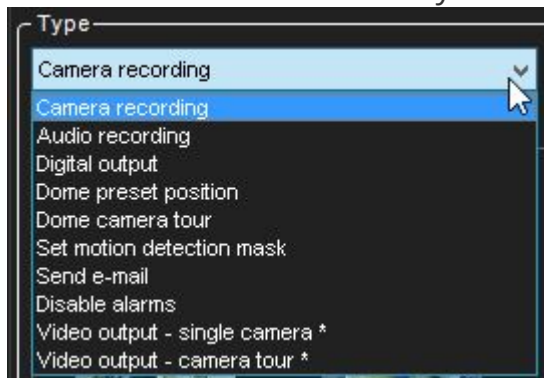 Type
Camera recording
Camera recording
Audio recording
Digital output
Dome preset position
Dome camera tour
Set motion detection mask
Send e-mail
Disable alarms
Video output - single camera *
Video output - camera tour *